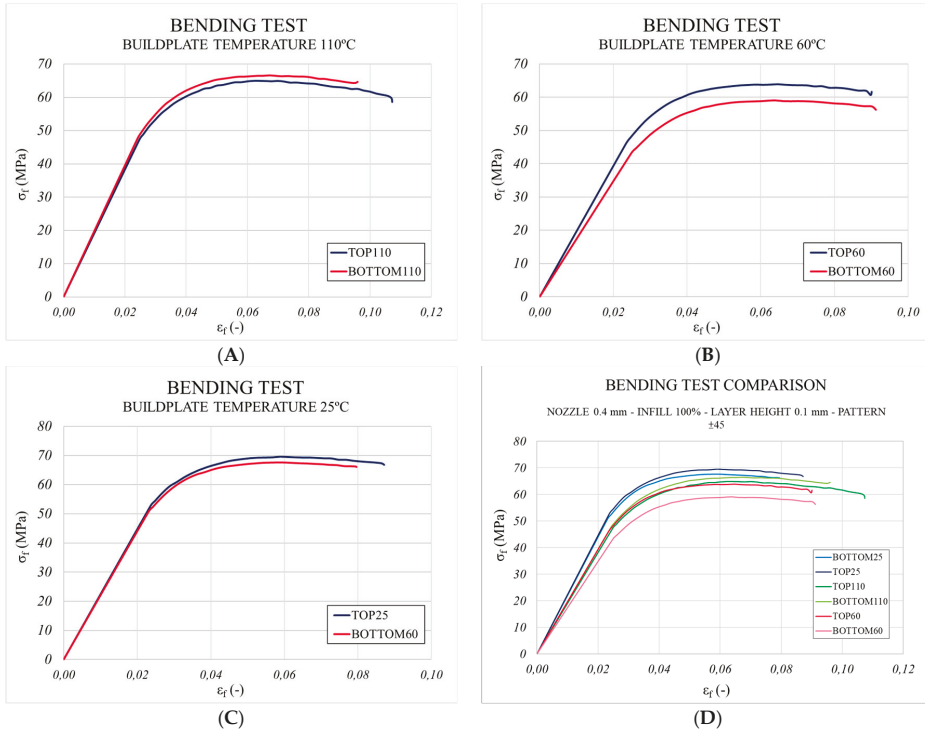 BENDING TEST
BUILDPLATE TEMPERATURE 110ºC
70
60
50
40
30
20
10
0
σf (MPa)
0,00 0,02 0,04 0,06 0,08 0,10 0,12
εf (-)
TOP110
BOTTOM110
(A)
BENDING TEST
BUILDPLATE TEMPERATURE 60ºC
70
60
50
40
30
20
10
0
σf (MPa)
0,00 0,02 0,04 0,06 0,08 0,10
εf (-)
TOP60
BOTTOM60
(B)
BENDING TEST
BUILDPLATE TEMPERATURE 25ºC
80
70
60
50
40
30
20
10
0
σf (MPa)
0,00 0,02 0,04 0,06 0,08 0,10
εf (-)
TOP25
BOTTOM60
(C)
BENDING TEST COMPARISON
NOZZLE 0.4 mm - INFILL 100% - LAYER HEIGHT 0.1 mm - PATTERN
±45
80
70
60
50
40
30
20
10
0
σf (MPa)
0,00 0,02 0,04 0,06 0,08 0,10 0,12
εf (-)
BOTTOM25
TOP25
TOP110
BOTTOM110
TOP60
BOTTOM60
(D)